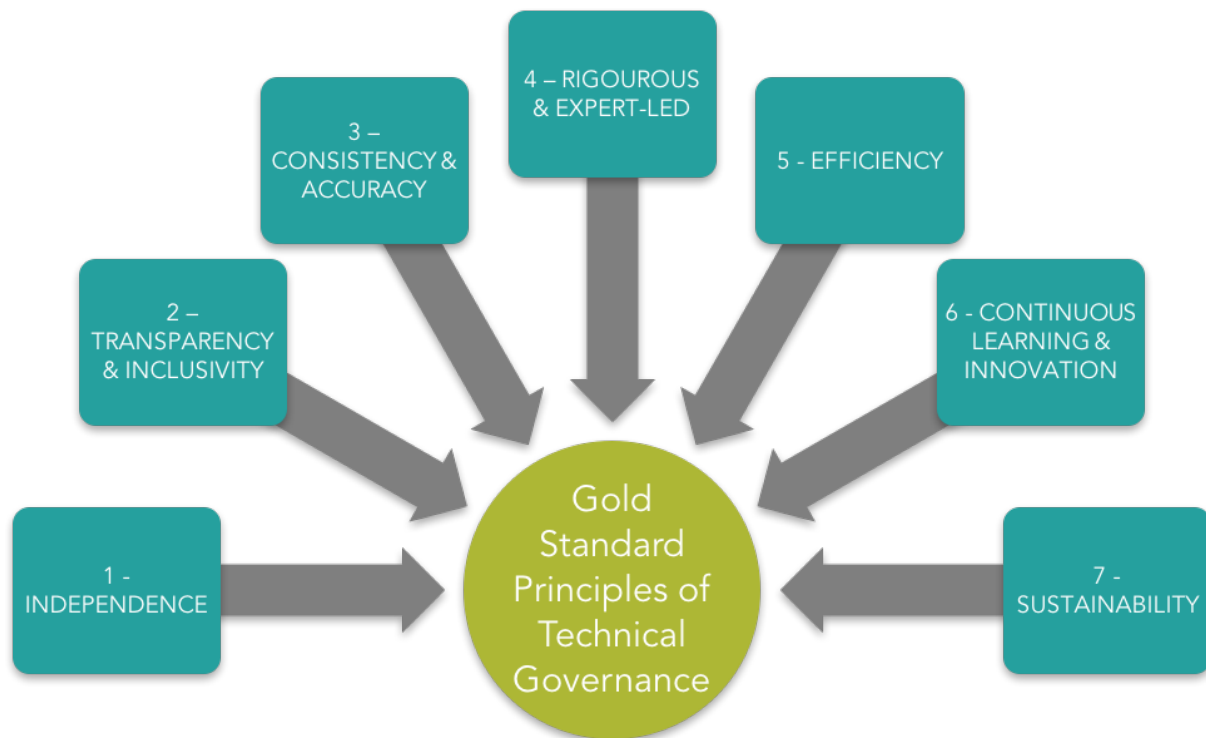 1 -
INDEPENDENCE
2 –
TRANSPARENCY
& INCLUSIVITY
3 –
CONSISTENCY &
ACCURACY
4 – RIGOUROUS
& EXPERT-LED
5 - EFFICIENCY
6 - CONTINUOUS
LEARNING &
INNOVATION
7 -
SUSTAINABILITY
Gold
Standard
Principles of
Technical
Governance